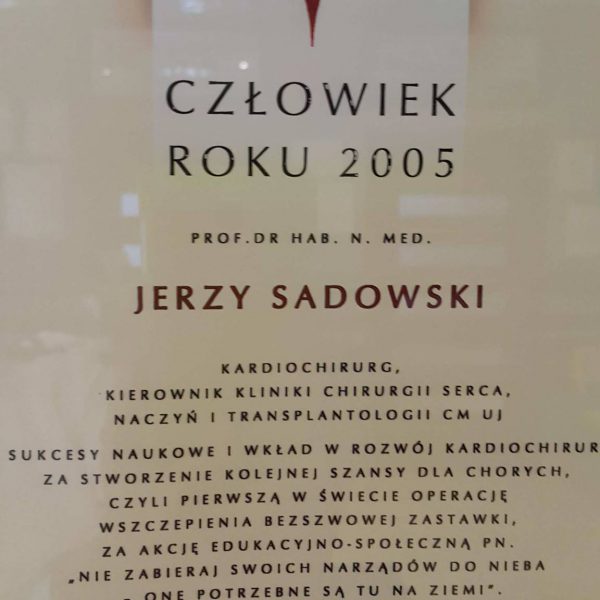 CZŁOWIEK
ROKU 2005
PROF.DR HAB. N. MED.
JERZY SADOWSKI
KARDIOCHIRURG,
KIEROWNIK KLINIKI CHIRURGII SERCA,
NACZYŃ I TRANSPLANTOLOGII CM UJ
SUKCESY NAUKOWE I WKŁAD W ROZWÓJ KARDIOCHIRUR
ZA STWORZENIE KOLEJNEJ SZANSY DLA CHORYCH,
CZYLI PIERWSZĄ W ŚWIECIE OPERACJĘ
WSZCZEPIENIA BEZSZWOWEJ ZASTAWKI,
ZA AKCJĘ EDUKACYJNO-SPOŁECZNĄ PN.
„NIE ZABIERAJ SWOICH NARZĄDÓW DO NIEBA
- ONE POTRZEBNE SĄ TU NA ZIEMI".